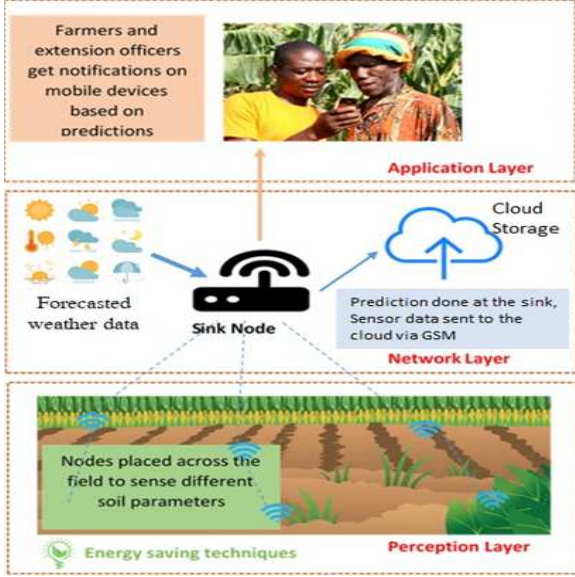 Farmers and
extension officers
get notifications on
mobile devices
based on
predictions
Application Layer
Cloud
Storage
Forecasted
weather data
Sink Node
Prediction done at the sink,
Sensor data sent to the
cloud via GSM
Network Layer
Nodes placed across the
field to sense different
soil parameters
Energy saving techniques
Perception Layer